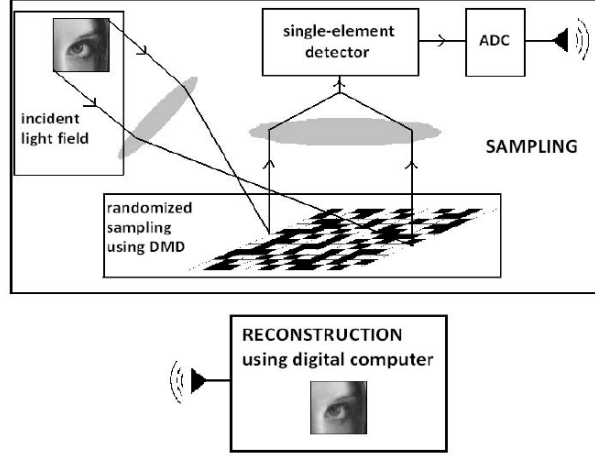 incident
light field
single-element
detector
ADC
SAMPLING
randomized
sampling
using DMD
RECONSTRUCTION
using digital computer